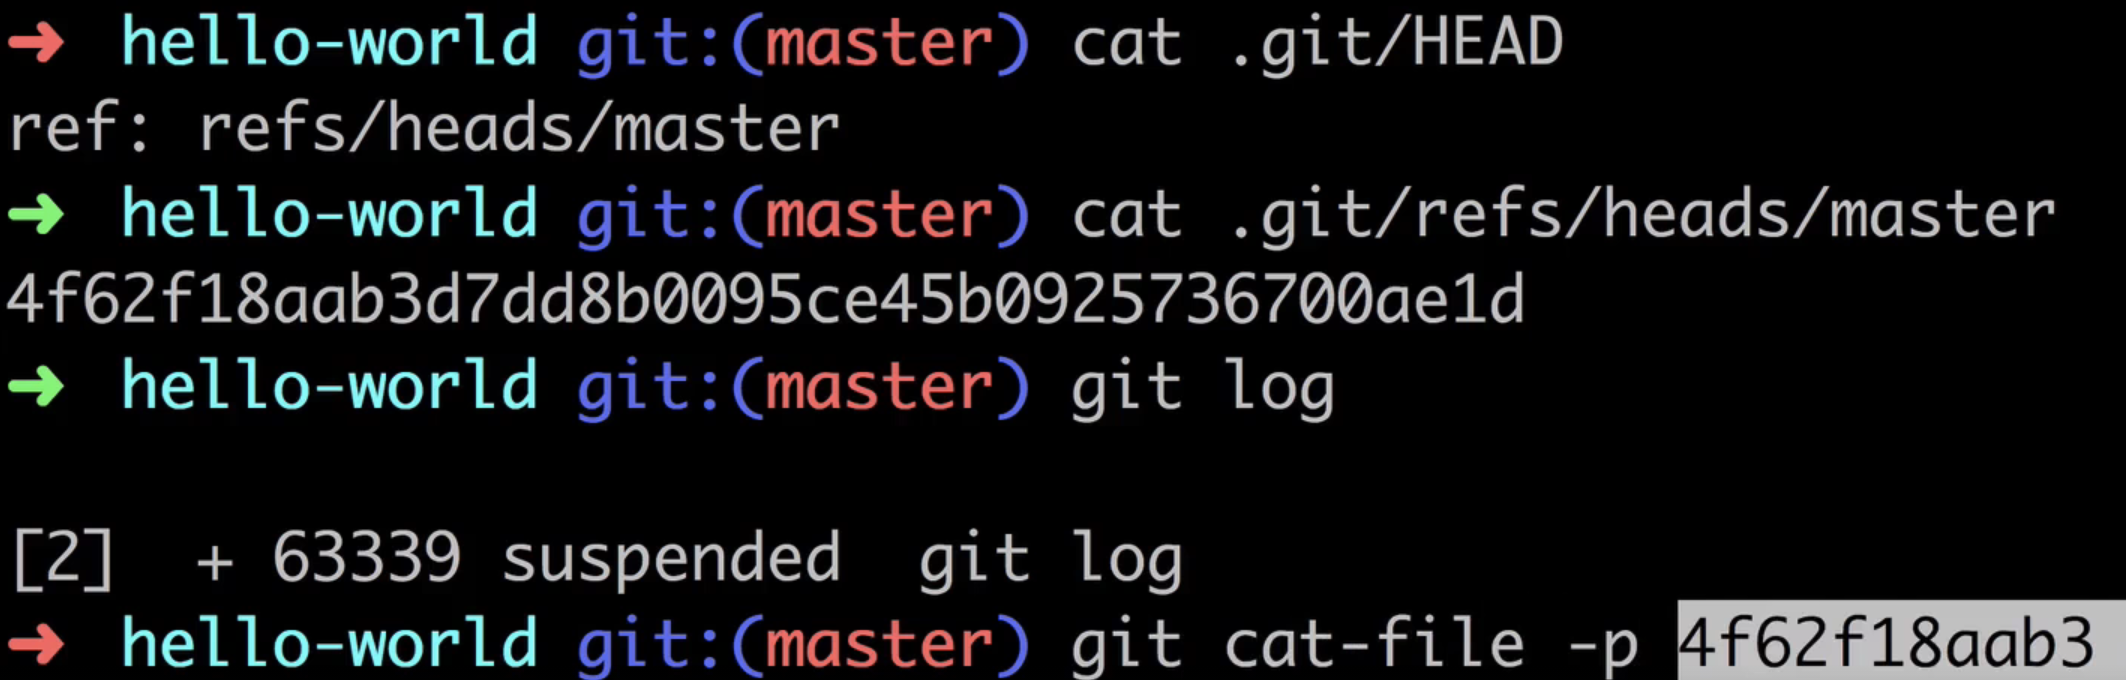 ➜ hello-world git:(master) cat .git/HEAD
ref: refs/heads/master
➜ hello-world git:(master) cat .git/refs/heads/master
4f62f18aab3d7dd8b0095ce45b0925736700ae1d
➜ hello-world git:(master) git log
[2]  + 63339 suspended  git log
➜ hello-world git:(master) git cat-file -p 4f62f18aab3